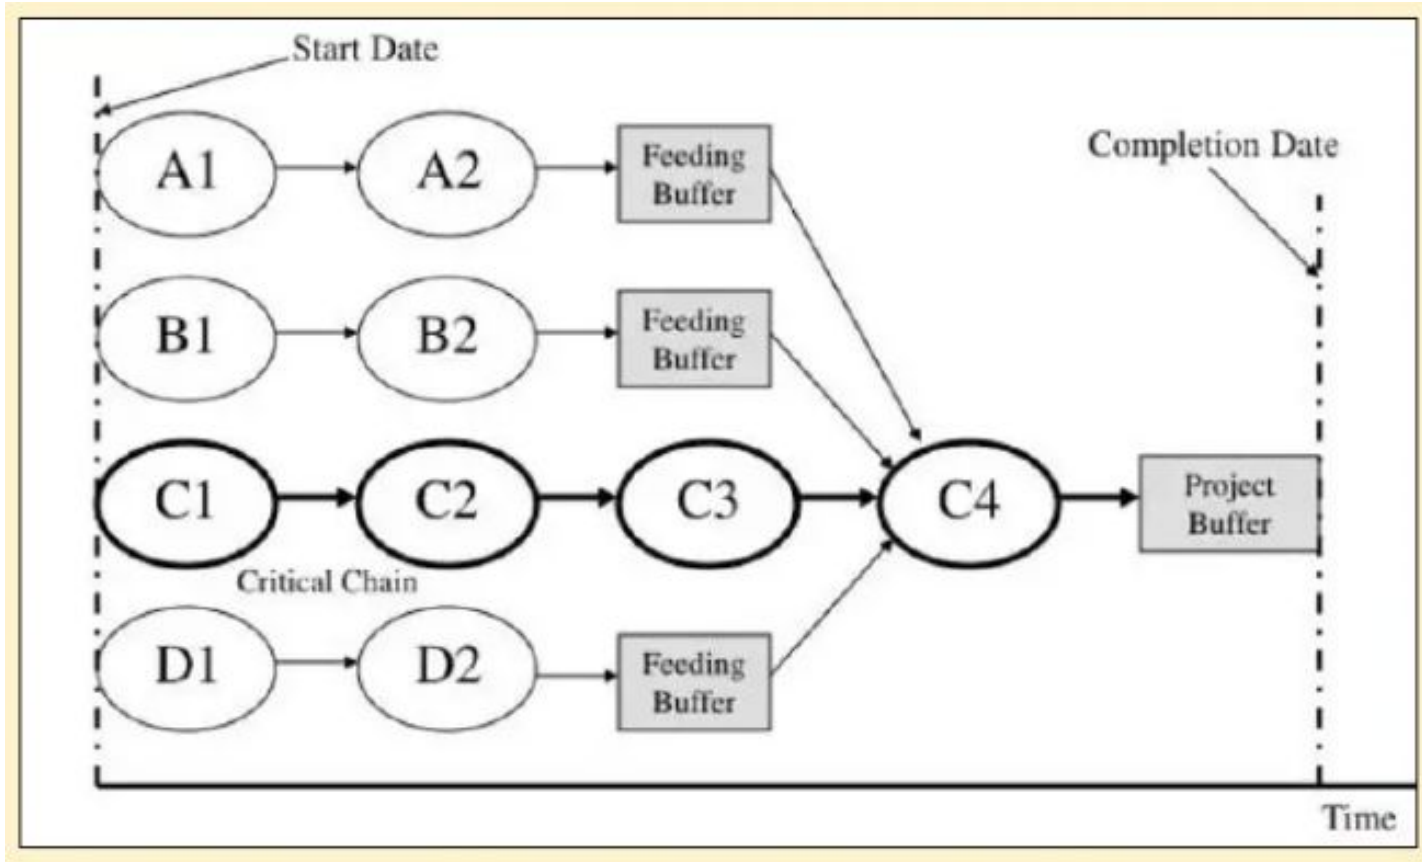 Start Date
A1
A2
Feeding
Buffer
Completion Date
B1
B2
Feeding
Buffer
C1
C2
C3
C4
Project
Buffer
Critical Chain
D1
D2
Feeding
Buffer
Time